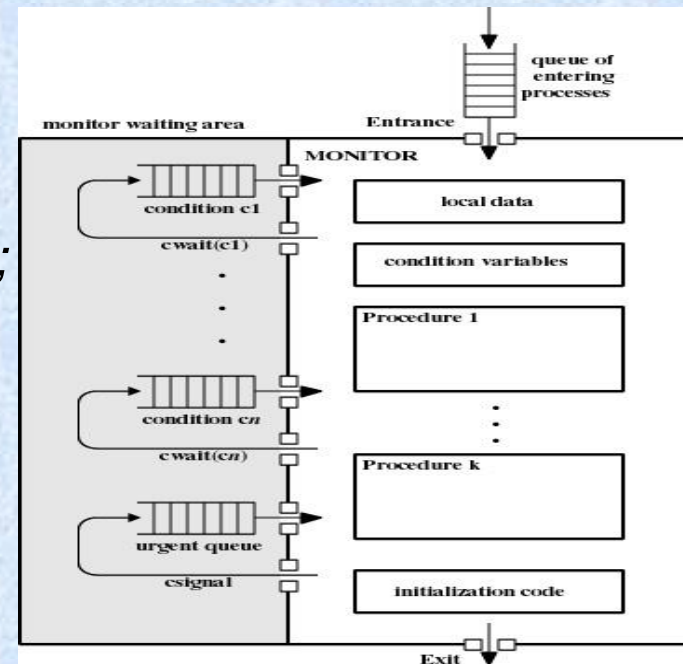 ;
queue of
entering
processes
monitor waiting area
Entrance
MONITOR
condition c1
local data
cwait(c1)
condition variables
Procedure 1
condition cn
cwait(cn)
Procedure k
urgent queue
csignal
initialization code
Exit